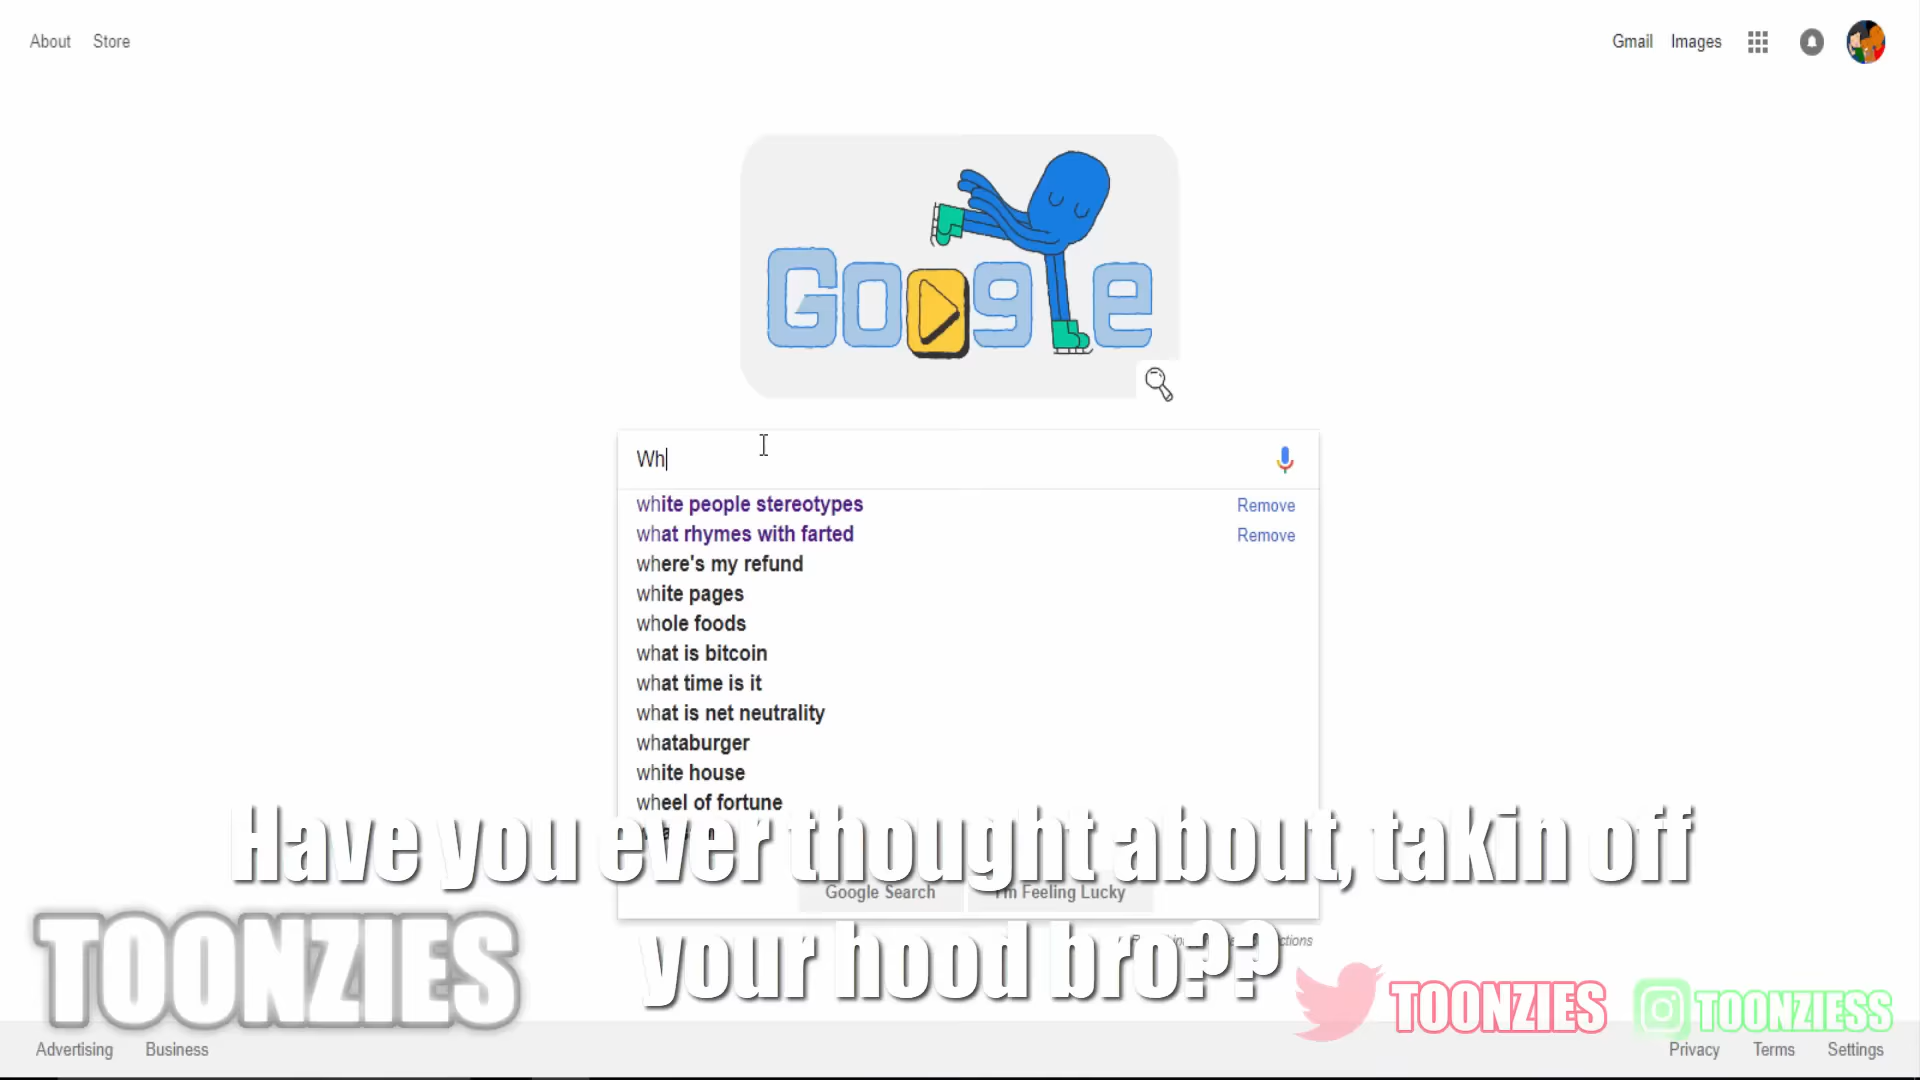 About Store
Gmail Images
Google
Wh
white people stereotypes Remove
what rhymes with farted Remove
where's my refund
white pages
whole foods
what is bitcoin
what time is it
what is net neutrality
whataburger
white house
wheel of fortune
Have you ever thought about, takin off
Google Search I'm Feeling Lucky
your hood bro??
TOONZIES
TOONZIES
TOONZIESS
Advertising Business
Privacy Terms Settings